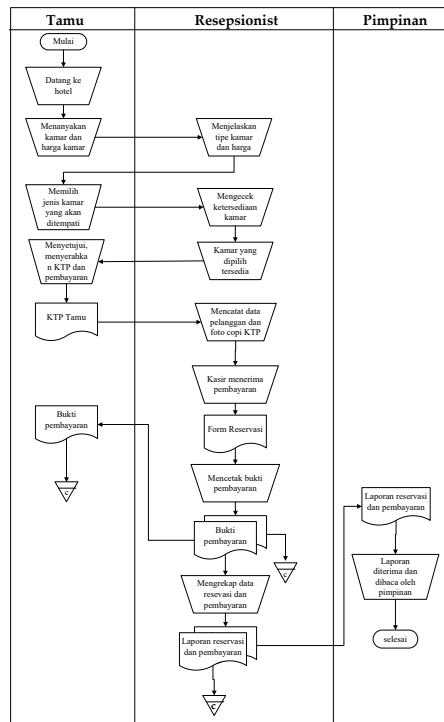 Tamu
Resepsionist
Pimpinan
Mulai
Datang ke
hotel
Menanyakan
kamar dan
harga kamar
Menjelaskan
tipe kamar
dan harga
Memilih
jenis kamar
yang akan
ditempati
Mengecek
ketersediaan
kamar
Menyetujui,
menyerahka
n KTP dan
pembayaran
Kamar yang
dipilih
tersedia
KTP Tamu
Mencatat data
pelanggan dan
foto copi KTP
Kasir menerima
pembayaran
Bukti
pembayaran
Form Reservasi
c
Mencetak bukti
pembayaran
Laporan reservasi
dan pembayaran
Bukti
pembayaran
c
Laporan
diterima dan
dibaca oleh
pimpinan
Mengrekap data
resevasi dan
pembayaran
selesai
Laporan reservasi
dan pembayaran
c